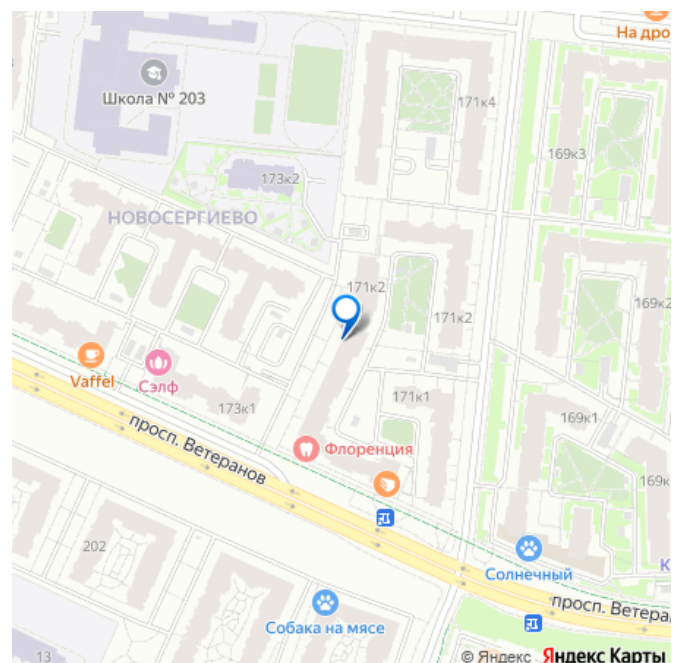 На дро
Школа № 203
171к4
169к3
173к2
НОВОСЕРГИЕВО
171к2
171к2
169к2
Vaffel
Сэлф
173к1
171к1
169к1
просп. Ветеранов
Флоренция
169к
202
Солнечный
К
Собака на мясе
просп. Ветера
13
© Яндекс Яндекс Карты